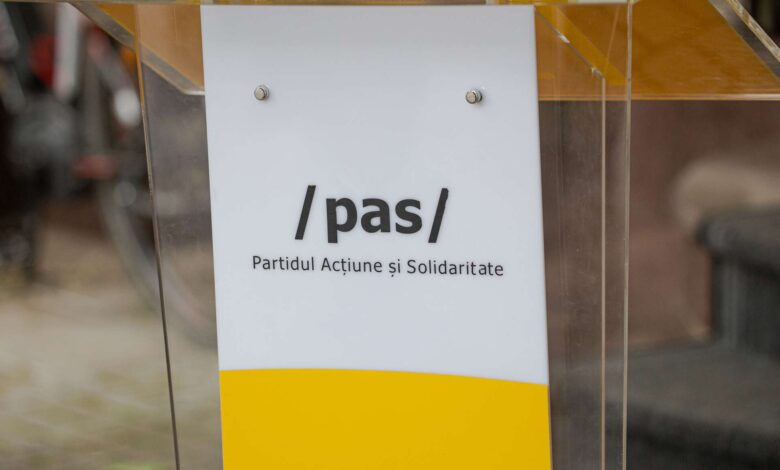 /pas/
Partidul Acțiune și Solidaritate